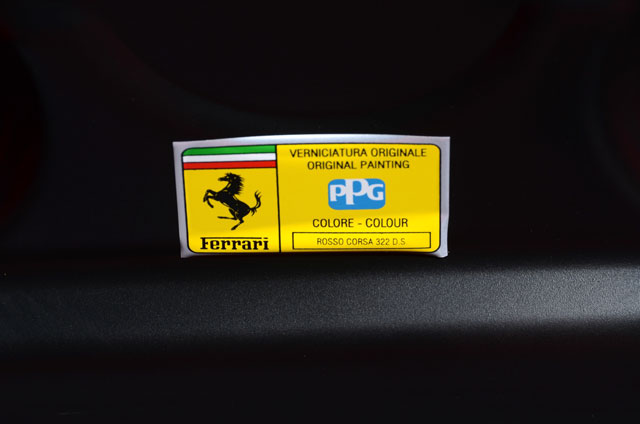 VERNICIATURA ORIGINALE
ORIGINAL PAINTING
PPG
COLORE - COLOUR
Ferrari
ROSSO CORSA 322 D.S.